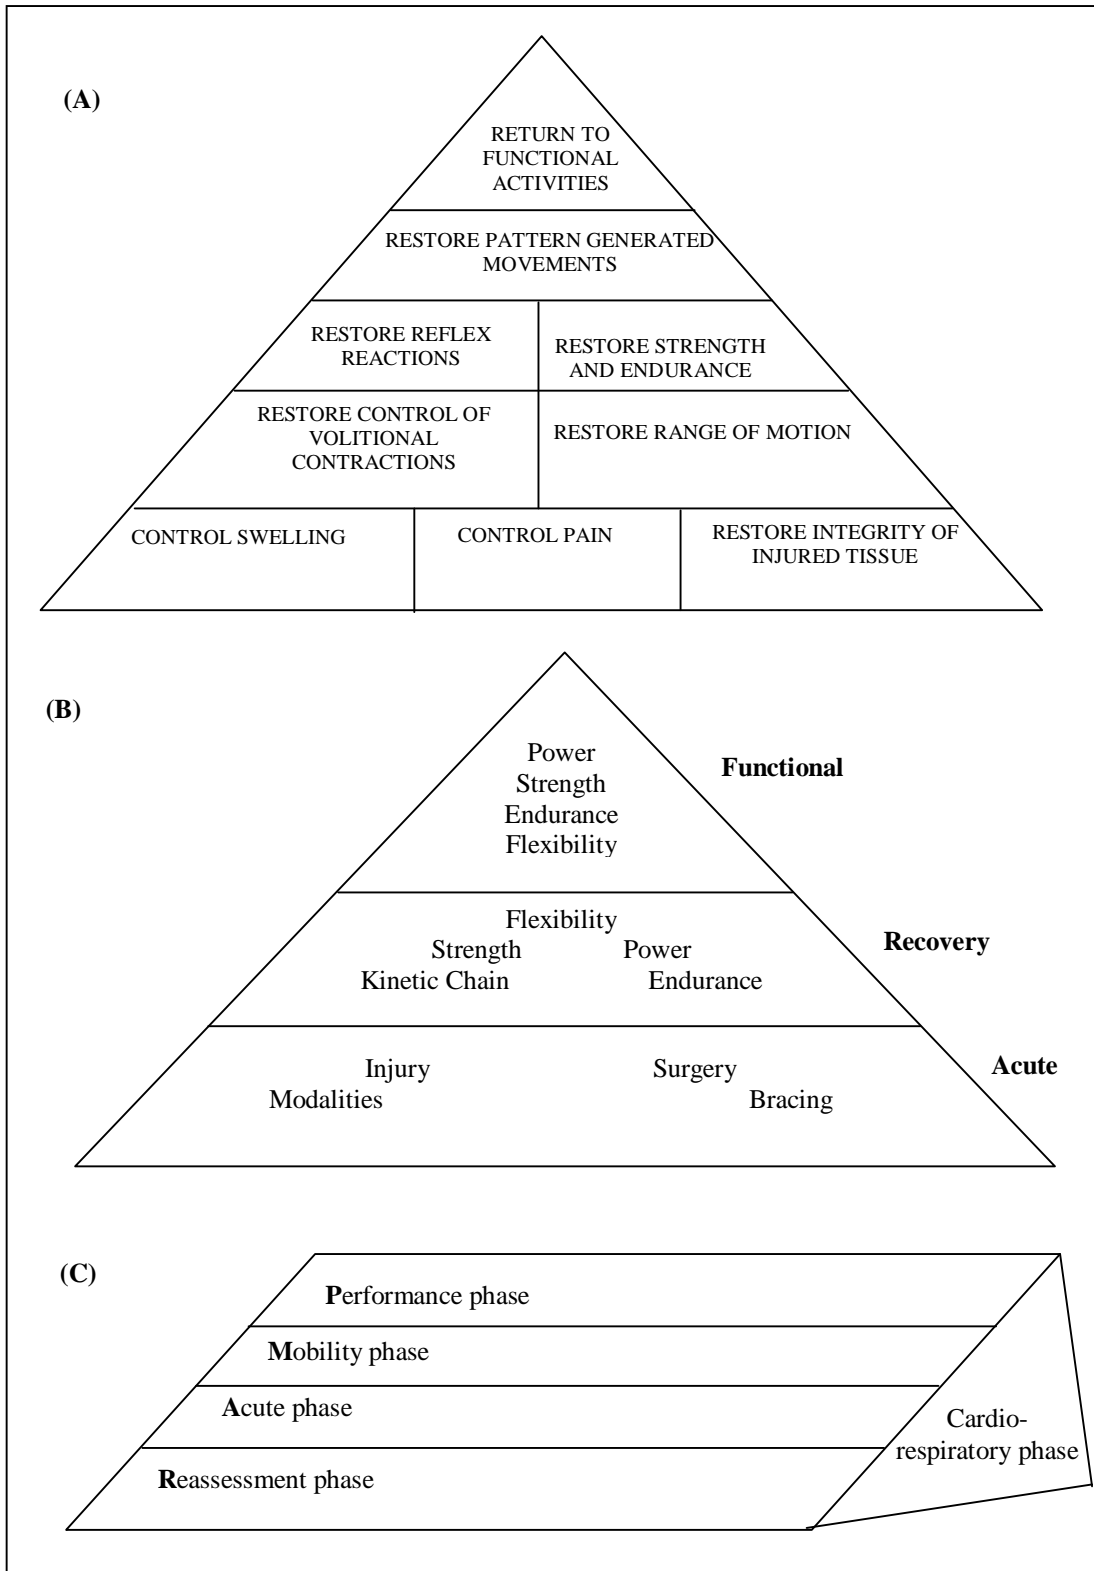 (A)
RETURN TO
FUNCTIONAL
ACTIVITIES
RESTORE PATTERN GENERATED
MOVEMENTS
RESTORE REFLEX
REACTIONS
RESTORE STRENGTH
AND ENDURANCE
RESTORE CONTROL OF
VOLITIONAL
CONTRACTIONS
RESTORE RANGE OF MOTION
CONTROL SWELLING
CONTROL PAIN
RESTORE INTEGRITY OF
INJURED TISSUE
(B)
Power
Strength
Endurance
Flexibility
Functional
Flexibility
Strength Power
Kinetic Chain Endurance
Recovery
Injury Surgery
Modalities Bracing
Acute
(C)
Performance phase
Mobility phase
Acute phase
Reassessment phase
Cardio-
respiratory phase